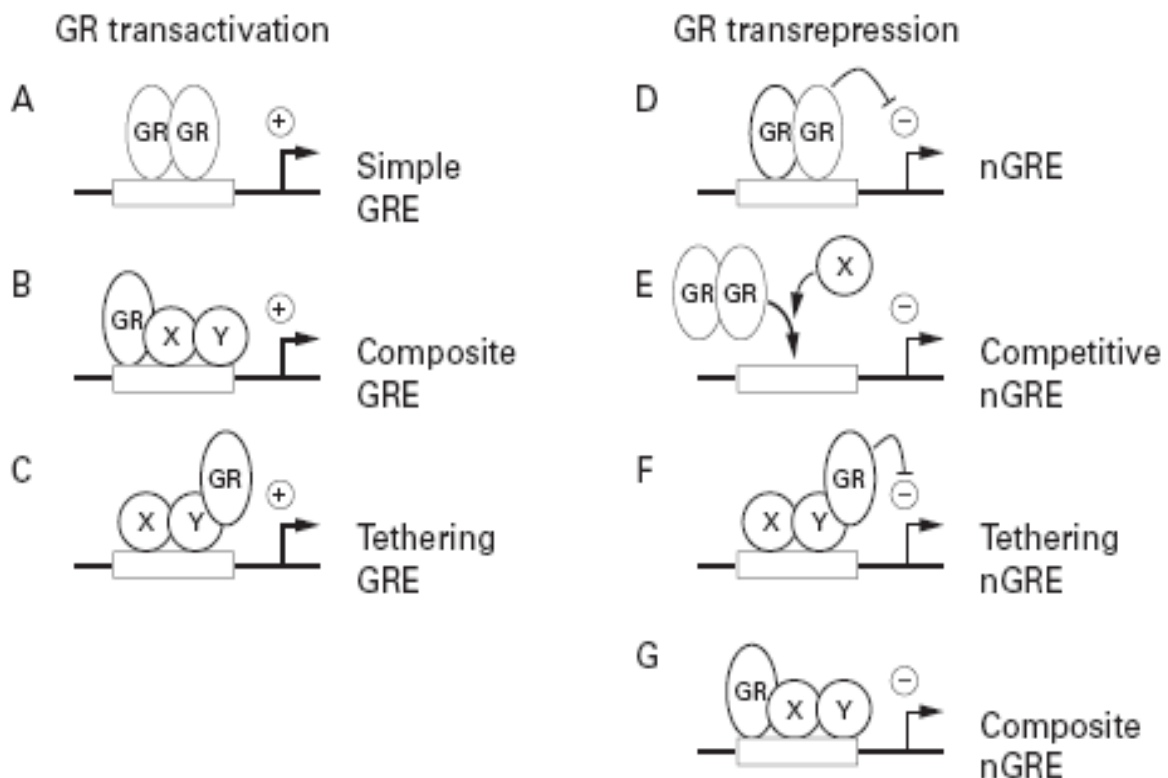 GR transactivation
A
GR GR
+
Simple
GRE
B
GR X Y
+
Composite
GRE
C
X Y GR
+
Tethering
GRE
GR transrepression
D
GR GR
−
nGRE
E
GR GR
X
−
Competitive
nGRE
F
X Y GR
−
Tethering
nGRE
G
GR X Y
−
Composite
nGRE